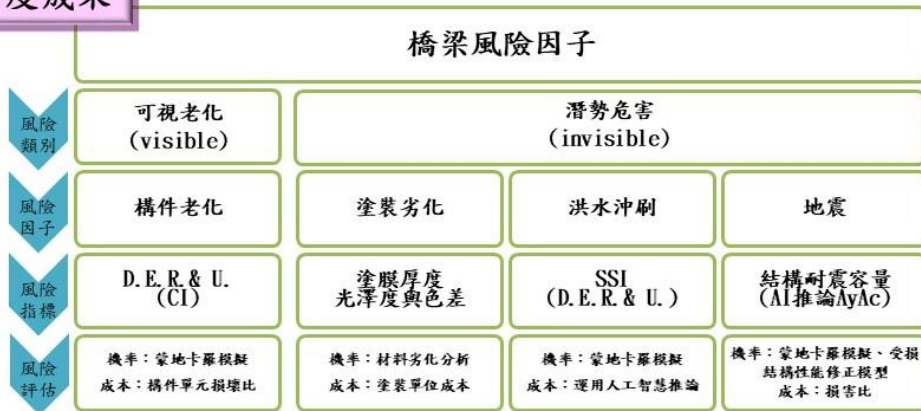 度成果
橋梁風險因子
風險
類別
可視老化
(visible)
潛勢危害
(invisible)
風險
因子
構件老化
塗裝劣化
洪水沖刷
地震
風險
指標
D.E.R.& U.
(CI)
塗膜厚度
光澤度與色差
SSI
(D.E.R.& U.)
結構耐震容量
(AI推論AyAc)
風險
評估
機率：蒙地卡羅模擬
成本：構件單元損壞比
機率：材料劣化分析
成本：塗裝單位成本
機率：蒙地卡羅模擬
成本：運用人工智慧推論
機率：蒙地卡羅模擬、受損
結構性能修正模型
成本：損害比